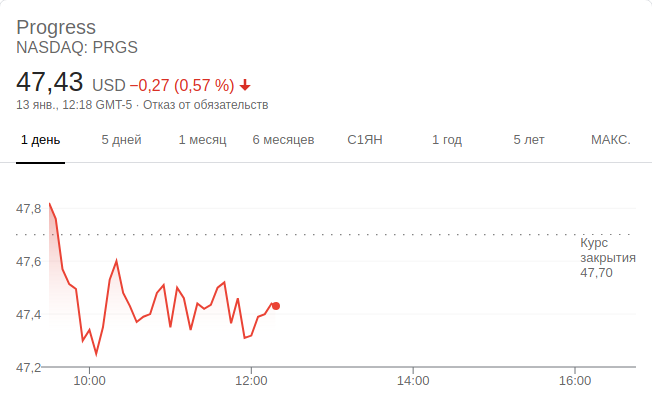 Progress
NASDAQ: PRGS
47,43 USD −0,27 (0,57 %)
13 янв., 12:18 GMT-5 · Отказ от обязательств
1 день 5 дней 1 месяц 6 месяцев С1ЯН 1 год 5 лет МАКС.
47,8
Курс
закрытия
47,70
47,6
47,4
47,2
10:00 12:00 14:00 16:00